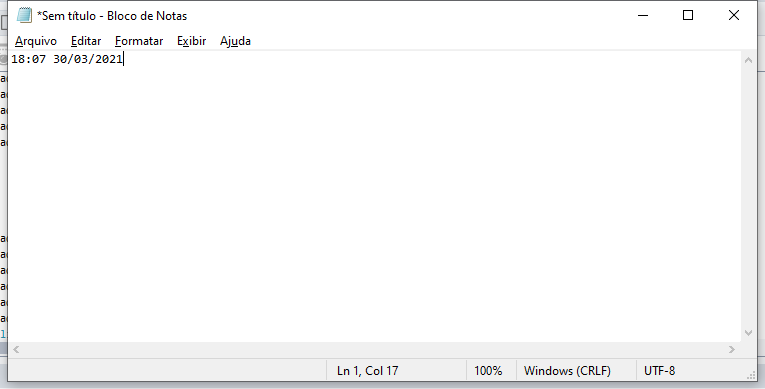 *Sem título - Bloco de Notas
Arquivo Editar Formatar Exibir Ajuda
18:07 30/03/2021
Ln 1, Col 17 100% Windows (CRLF) UTF-8